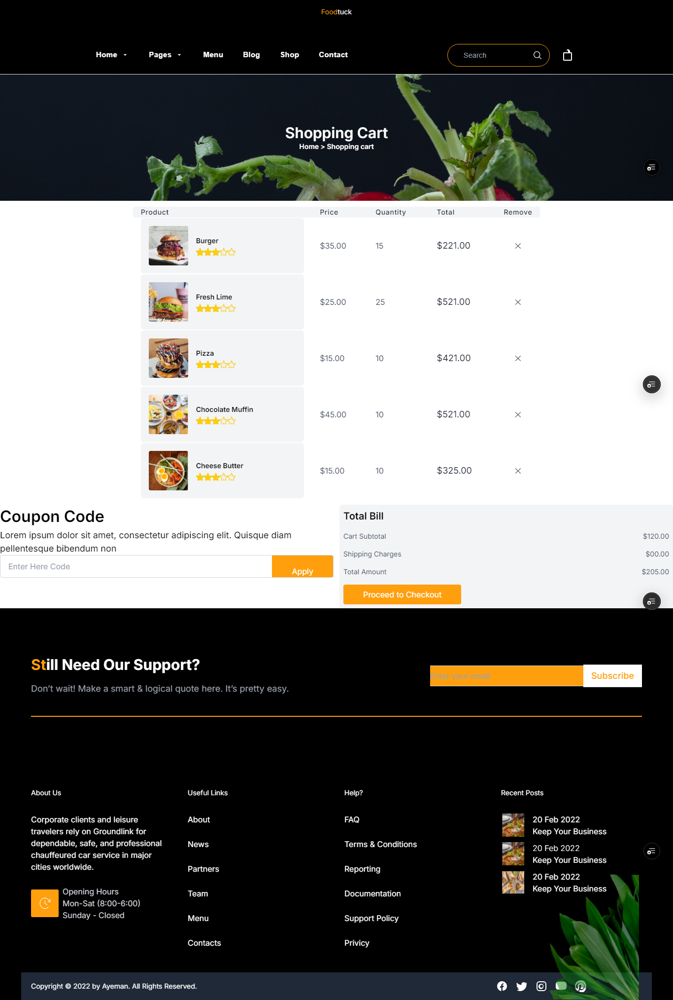 Foodtuck
Home
Pages
Menu
Blog
Shop
Contact
Search
Shopping Cart
Home > Shopping cart
Product Price Quantity Total Remove
Burger
$35.00 15 $221.00
Fresh Lime
$25.00 25 $521.00
Pizza
$15.00 10 $421.00
Chocolate Muffin
$45.00 10 $521.00
Cheese Butter
$15.00 10 $325.00
Coupon Code
Lorem ipsum dolor sit amet, consectetur adipiscing elit. Quisque diam
pellentesque bibendum non
Enter Here Code
Apply
Total Bill
Cart Subtotal $120.00
Shipping Charges $00.00
Total Amount $205.00
Proceed to Checkout
Still Need Our Support?
Don’t wait! Make a smart & logical quote here. It’s pretty easy.
Enter your email
Subscribe
About Us
Corporate clients and leisure
travelers rely on Groundlink for
dependable, safe, and professional
chauffeured car service in major
cities worldwide.
Opening Hours
Mon-Sat (8:00-6:00)
Sunday - Closed
Useful Links
About
News
Partners
Team
Menu
Contacts
Help?
FAQ
Terms & Conditions
Reporting
Documentation
Support Policy
Privicy
Recent Posts
20 Feb 2022
Keep Your Business
20 Feb 2022
Keep Your Business
20 Feb 2022
Keep Your Business
Copyright © 2022 by Ayeman. All Rights Reserved.